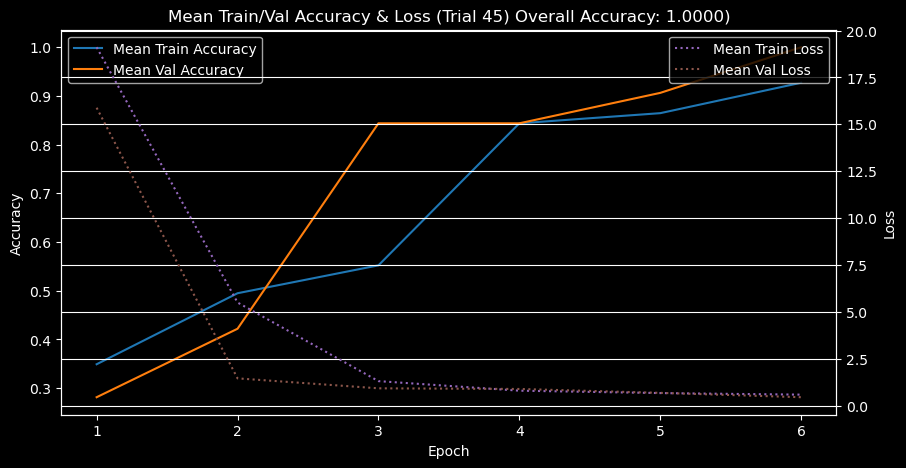 Mean Train/Val Accuracy & Loss (Trial 45) Overall Accuracy: 1.0000)
Mean Train Accuracy
Mean Val Accuracy
Mean Train Loss
Mean Val Loss
Accuracy
1.0
0.9
0.8
0.7
0.6
0.5
0.4
0.3
20.0
17.5
15.0
12.5
10.0
7.5
5.0
2.5
0.0
Loss
1 2 3 4 5 6
Epoch